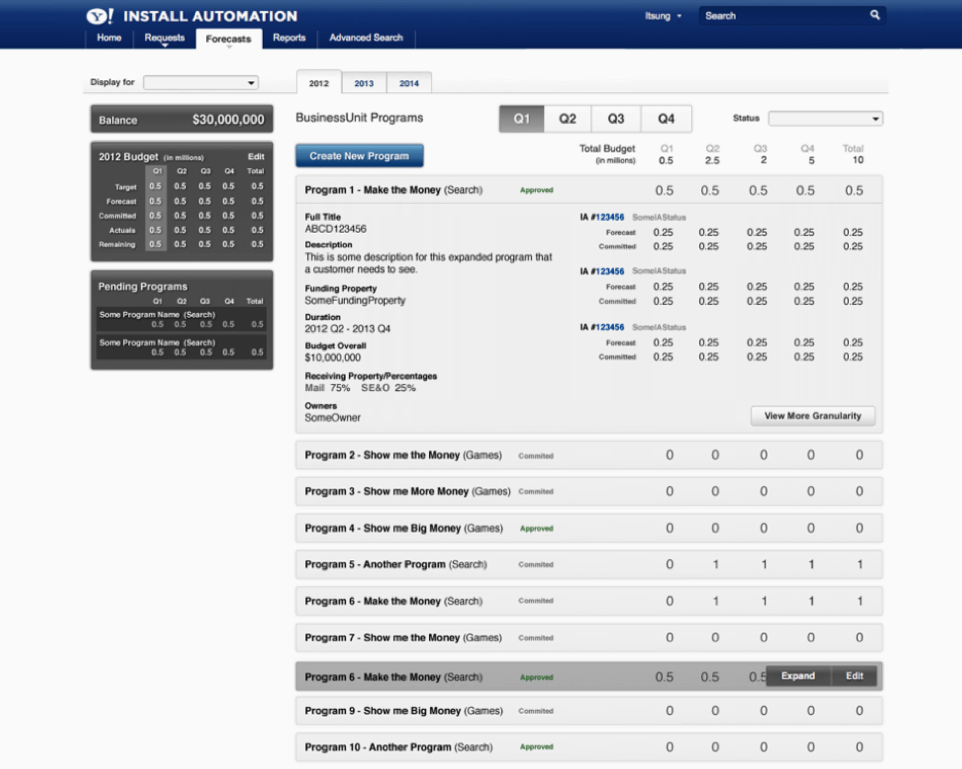 Y! INSTALL AUTOMATION
ltsung
Search
Home Requests Forecasts Reports Advanced Search
Display for
2012 2013 2014
Balance $30,000,000
2012 Budget (in millions) Edit
Q1 Q2 Q3 Q4 Total
Target 0.5 0.5 0.5 0.5 0.5
Forecast 0.5 0.5 0.5 0.5 0.5
Committed 0.5 0.5 0.5 0.5 0.5
Actuals 0.5 0.5 0.5 0.5 0.5
Remaining 0.5 0.5 0.5 0.5 0.5
Pending Programs
Q1 Q2 Q3 Q4 Total
Some Program Name (Search)
0.5 0.5 0.5 0.5 0.5
Some Program Name (Search)
0.5 0.5 0.5 0.5 0.5
BusinessUnit Programs
Q1 Q2 Q3 Q4
Status
Create New Program
Total Budget Q1 Q2 Q3 Q4 Total
(in millions) 0.5 2.5 2 5 10
Program 1 - Make the Money (Search) Approved 0.5 0.5 0.5 0.5 0.5
Full Title
ABCD123456
Description
This is some description for this expanded program that
a customer needs to see.
Funding Property
SomeFundingProperty
Duration
2012 Q2 - 2013 Q4
Budget Overall
$10,000,000
Receiving Property/Percentages
Mail 75% SE&O 25%
Owners
SomeOwner
IA #123456 SomeIAStatus
Forecast 0.25 0.25 0.25 0.25 0.25
Committed 0.25 0.25 0.25 0.25 0.25
IA #123456 SomeIAStatus
Forecast 0.25 0.25 0.25 0.25 0.25
Committed 0.25 0.25 0.25 0.25 0.25
IA #123456 SomeIAStatus
Forecast 0.25 0.25 0.25 0.25 0.25
Committed 0.25 0.25 0.25 0.25 0.25
View More Granularity
Program 2 - Show me the Money (Games) Commited 0 0 0 0 0
Program 3 - Show me More Money (Games) Commited 0 0 0 0 0
Program 4 - Show me Big Money (Games) Approved 0 0 0 0 0
Program 5 - Another Program (Search) Commited 0 1 1 1 1
Program 6 - Make the Money (Search) Commited 0 1 1 1 1
Program 7 - Show me the Money (Games) Commited 0 0 0 0 0
Program 6 - Make the Money (Search) Approved 0.5 0.5 0.5 Expand Edit
Program 9 - Show me Big Money (Games) Commited 0 0 0 0 0
Program 10 - Another Program (Search) Approved 0 0 0 0 0